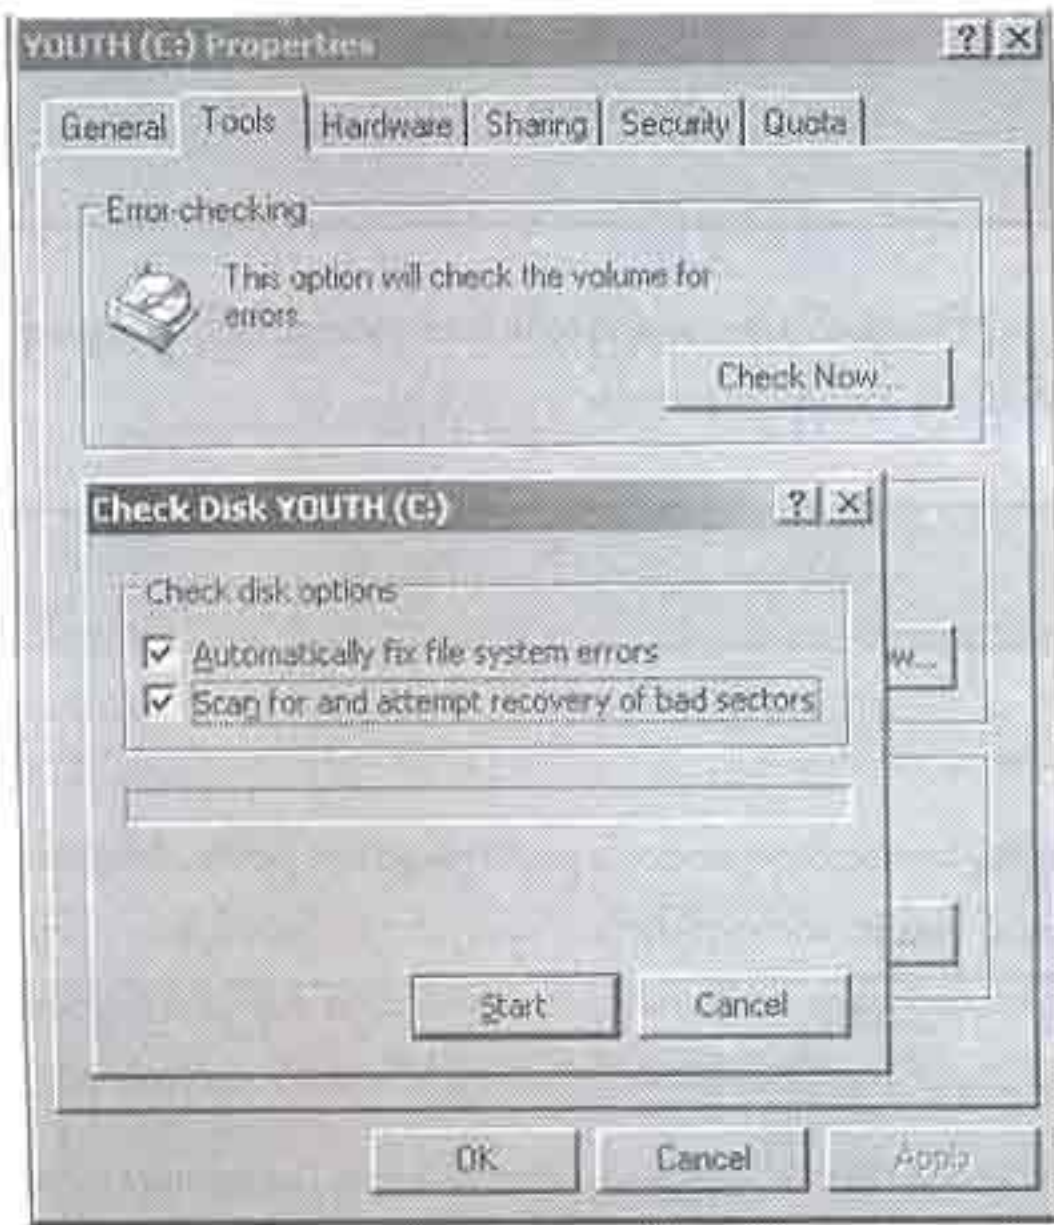 YOUTH (C:) Properties
General Tools Hardware Sharing Security Quota
Error-checking
This option will check the volume for
errors.
Check Now...
Check Disk YOUTH (C:)
Check disk options
Automatically fix file system errors
Scan for and attempt recovery of bad sectors
w...
Start Cancel
OK Cancel Apply